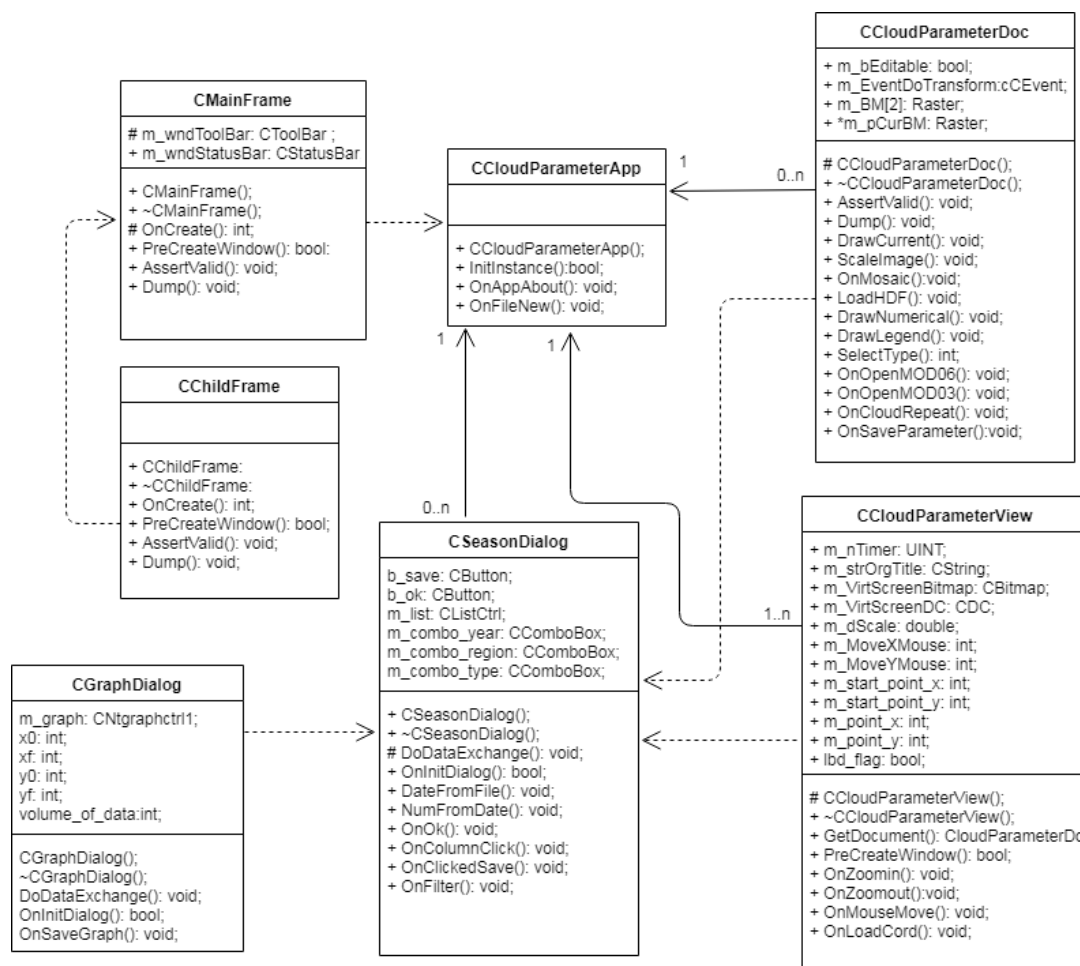 CMainFrame
# m_wndToolBar: CToolBar ;
+ m_wndStatusBar: CStatusBar
+ CMainFrame();
+ ~CMainFrame();
# OnCreate(): int;
+ PreCreateWindow(): bool:
+ AssertValid(): void;
+ Dump(): void;
CChildFrame
+ CChildFrame:
+ ~CChildFrame:
+ OnCreate(): int;
+ PreCreateWindow(): bool;
+ AssertValid(): void;
+ Dump(): void;
CGraphDialog
m_graph: CNtgraphctrl1;
x0: int;
xf: int;
y0: int;
yf: int;
volume_of_data:int;
CGraphDialog();
~CGraphDialog();
DoDataExchange(): void;
OnInitDialog(): bool;
OnSaveGraph(): void;
CCloudParameterApp
+ CCloudParameterApp();
+ InitInstance():bool;
+ OnAppAbout(): void;
+ OnFileNew(): void;
1
0..n
1
1
0..n
1..n
CSeasonDialog
b_save: CButton;
b_ok: CButton;
m_list: CListCtrl;
m_combo_year: CComboBox;
m_combo_region: CComboBox;
m_combo_type: CComboBox;
+ CSeasonDialog();
+ ~CSeasonDialog();
# DoDataExchange(): void;
+ OnInitDialog(): bool;
+ DateFromFile(): void;
+ NumFromDate(): void;
+ OnOk(): void;
+ OnColumnClick(): void;
+ OnClickedSave(): void;
+ OnFilter(): void;
CCloudParameterDoc
+ m_bEditable: bool;
+ m_EventDoTransform:cCEvent;
+ m_BM[2]: Raster;
+ *m_pCurBM: Raster;
# CCloudParameterDoc();
+ ~CCloudParameterDoc();
+ AssertValid(): void;
+ Dump(): void;
+ DrawCurrent(): void;
+ ScaleImage(): void;
+ OnMosaic():void;
+ LoadHDF(): void;
+ DrawNumerical(): void;
+ DrawLegend(): void;
+ SelectType(): int;
+ OnOpenMOD06(): void;
+ OnOpenMOD03(): void;
+ OnCloudRepeat(): void;
+ OnSaveParameter():void;
CCloudParameterView
+ m_nTimer: UINT;
+ m_strOrgTitle: CString;
+ m_VirtScreenBitmap: CBitmap;
+ m_VirtScreenDC: CDC;
+ m_dScale: double;
+ m_MoveXMouse: int;
+ m_MoveYMouse: int;
+ m_start_point_x: int;
+ m_start_point_y: int;
+ m_point_x: int;
+ m_point_y: int;
+ lbd_flag: bool;
# CCloudParameterView();
+ ~CCloudParameterView();
+ GetDocument(): CloudParameterDo
+ PreCreateWindow(): bool;
+ OnZoomin(): void;
+ OnZoomout():void;
+ OnMouseMove(): void;
+ OnLoadCord(): void;